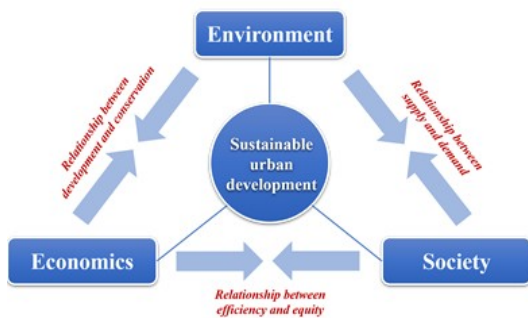 Environment
Relationship between
development and conservation
Relationship between
supply and demand
Sustainable
urban
development
Economics
Society
Relationship between
efficiency and equity